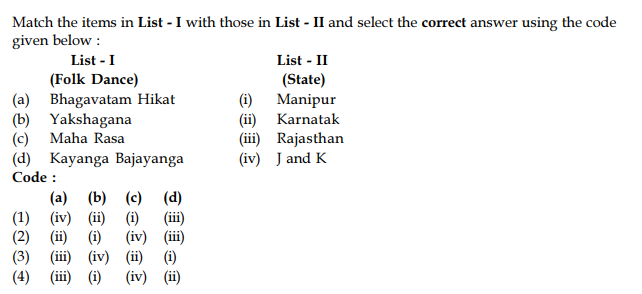 Match the items in List - I with those in List - II and select the correct answer using the code
given below :
List - I List - II
(Folk Dance) (State)
(a) Bhagavatam Hikat (i) Manipur
(b) Yakshagana (ii) Karnatak
(c) Maha Rasa (iii) Rajasthan
(d) Kayanga Bajayanga (iv) J and K
Code :
(a) (b) (c) (d)
(1) (iv) (ii) (i) (iii)
(2) (ii) (i) (iv) (iii)
(3) (iii) (iv) (ii) (i)
(4) (iii) (i) (iv) (ii)